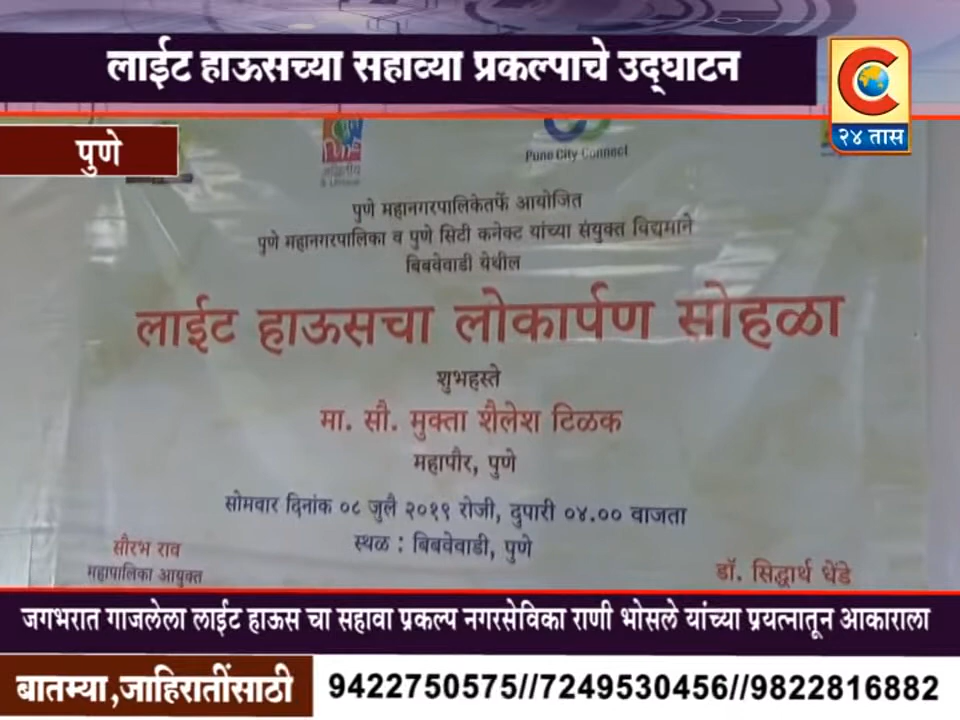 लाईट हाऊसच्या सहाव्या प्रकल्पाचे उद्घाटन
२४ तास
पुणे
Pune City Connect
पुणे महानगरपालिकेतर्फे आयोजित
पुणे महानगरपालिका व पुणे सिटी कनेक्ट यांच्या संयुक्त विद्यमाने
बिबवेवाडी येथील
लाईट हाऊसचा लोकार्पण सोहळा
शुभहस्ते
मा. सौ. मुक्ता शैलेश टिळक
महापौर, पुणे
सोमवार दिनांक ०८ जुलै २०१९ रोजी, दुपारी ०४.०० वाजता
स्थळ : बिबवेवाडी, पुणे
सौरभ राव
महापालिका आयुक्त
डॉ. सिद्धार्थ धेंडे
जगभरात गाजलेला लाईट हाऊस चा सहावा प्रकल्प नगरसेविका राणी भोसले यांच्या प्रयत्नातून आकाराला
बातम्या,जाहिरातींसाठी
9422750575//7249530456//9822816882